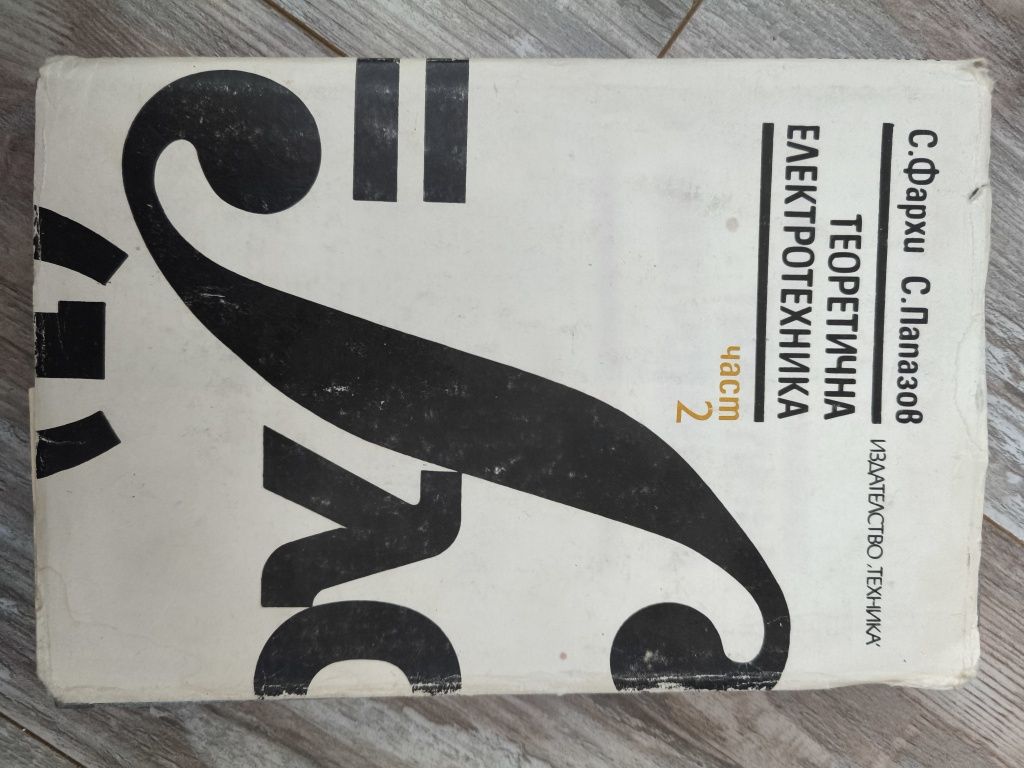 С.Фархи С.Папазов
ТЕОРЕТИЧНА
ЕЛЕКТРОТЕХНИКА
част
2
ИЗДАТЕЛСТВО „ТЕХНИКА“